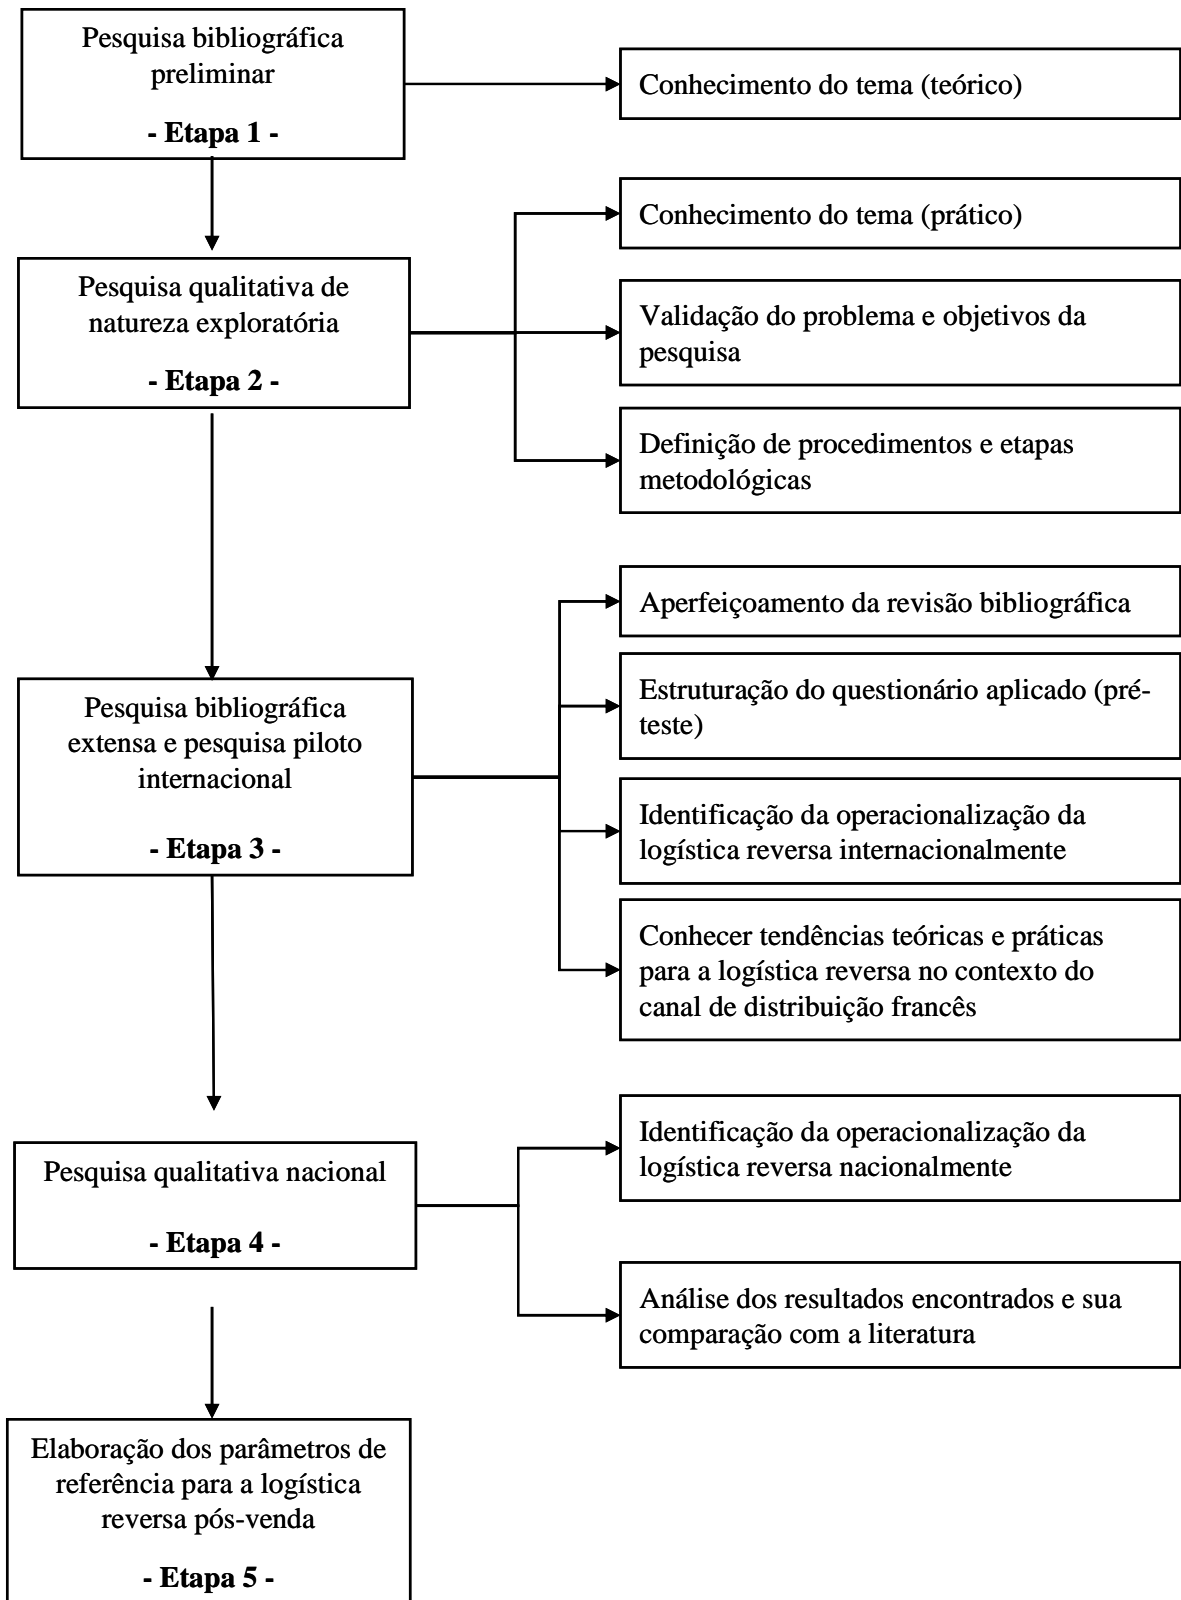 Pesquisa bibliográfica
preliminar
- Etapa 1 -
Conhecimento do tema (teórico)
Pesquisa qualitativa de
natureza exploratória
- Etapa 2 -
Conhecimento do tema (prático)
Validação do problema e objetivos da
pesquisa
Definição de procedimentos e etapas
metodológicas
Pesquisa bibliográfica
extensa e pesquisa piloto
internacional
- Etapa 3 -
Aperfeiçoamento da revisão bibliográfica
Estruturação do questionário aplicado (pré-
teste)
Identificação da operacionalização da
logística reversa internacionalmente
Conhecer tendências teóricas e práticas
para a logística reversa no contexto do
canal de distribuição francês
Pesquisa qualitativa nacional
- Etapa 4 -
Identificação da operacionalização da
logística reversa nacionalmente
Análise dos resultados encontrados e sua
comparação com a literatura
Elaboração dos parâmetros de
referência para a logística
reversa pós-venda
- Etapa 5 -